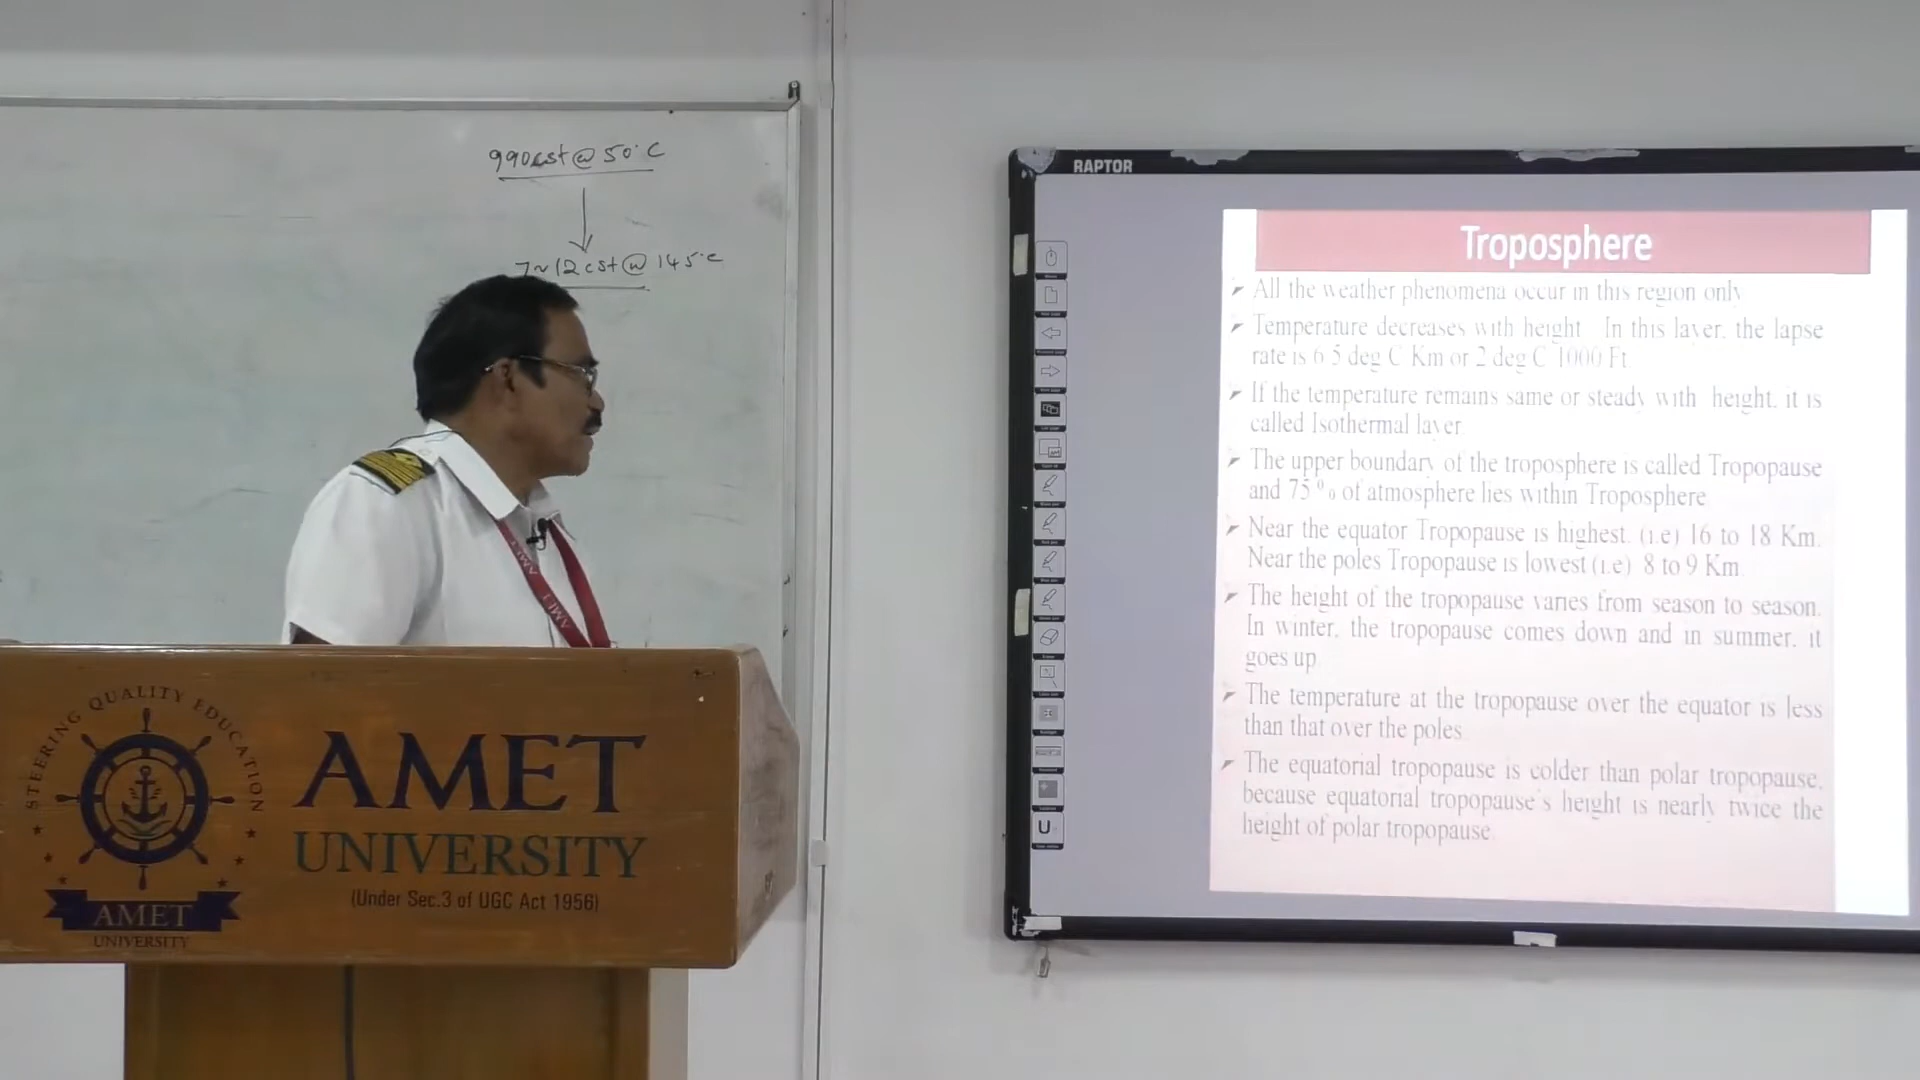 990cst@ 50°C
7~12cst@ 145°C
RAPTOR
Troposphere
All the weather phenomena occur in this region only
Temperature decreases with height In this layer, the lapse
rate is 6 5 deg C Km or 2 deg C 1000 Ft
If the temperature remains same or steady with height, it is
called Isothermal layer
The upper boundary of the troposphere is called Tropopause
and 75% of atmosphere lies within Troposphere
Near the equator Tropopause is highest. (i.e) 16 to 18 Km.
Near the poles Tropopause is lowest (i.e) 8 to 9 Km
The height of the tropopause varies from season to season.
In winter, the tropopause comes down and in summer, it
goes up
The temperature at the tropopause over the equator is less
than that over the poles
The equatorial tropopause is colder than polar tropopause,
because equatorial tropopause's height is nearly twice the
height of polar tropopause.
AMET
AMET
STEERING QUALITY EDUCATION
AMET
UNIVERSITY
AMET
UNIVERSITY
(Under Sec.3 of UGC Act 1956)